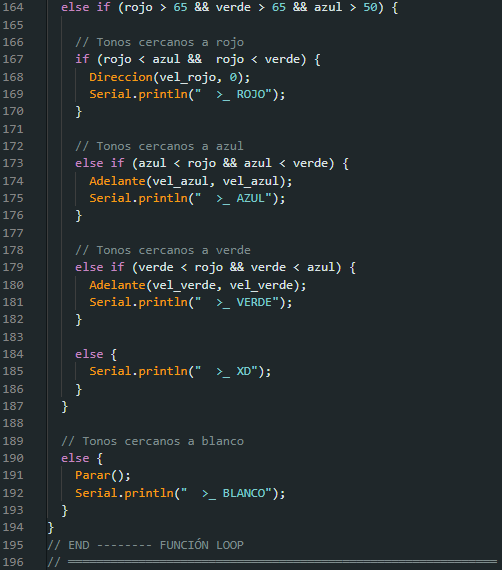 164 else if (rojo > 65 && verde > 65 && azul > 50) {
165
166 // Tonos cercanos a rojo
167 if (rojo < azul &&  rojo < verde) {
168 Direccion(vel_rojo, 0);
169 Serial.println("  >_ ROJO");
170 }
171
172 // Tonos cercanos a azul
173 else if (azul < rojo && azul < verde) {
174 Adelante(vel_azul, vel_azul);
175 Serial.println("  >_ AZUL");
176 }
177
178 // Tonos cercanos a verde
179 else if (verde < rojo && verde < azul) {
180 Adelante(vel_verde, vel_verde);
181 Serial.println("  >_ VERDE");
182 }
183
184 else {
185 Serial.println("  >_ XD");
186 }
187 }
188
189 // Tonos cercanos a blanco
190 else {
191 Parar();
192 Serial.println("  >_ BLANCO");
193 }
194 }
195 // END -------- FUNCIÓN LOOP
196 // ════════════════════════════════════════════════════════════